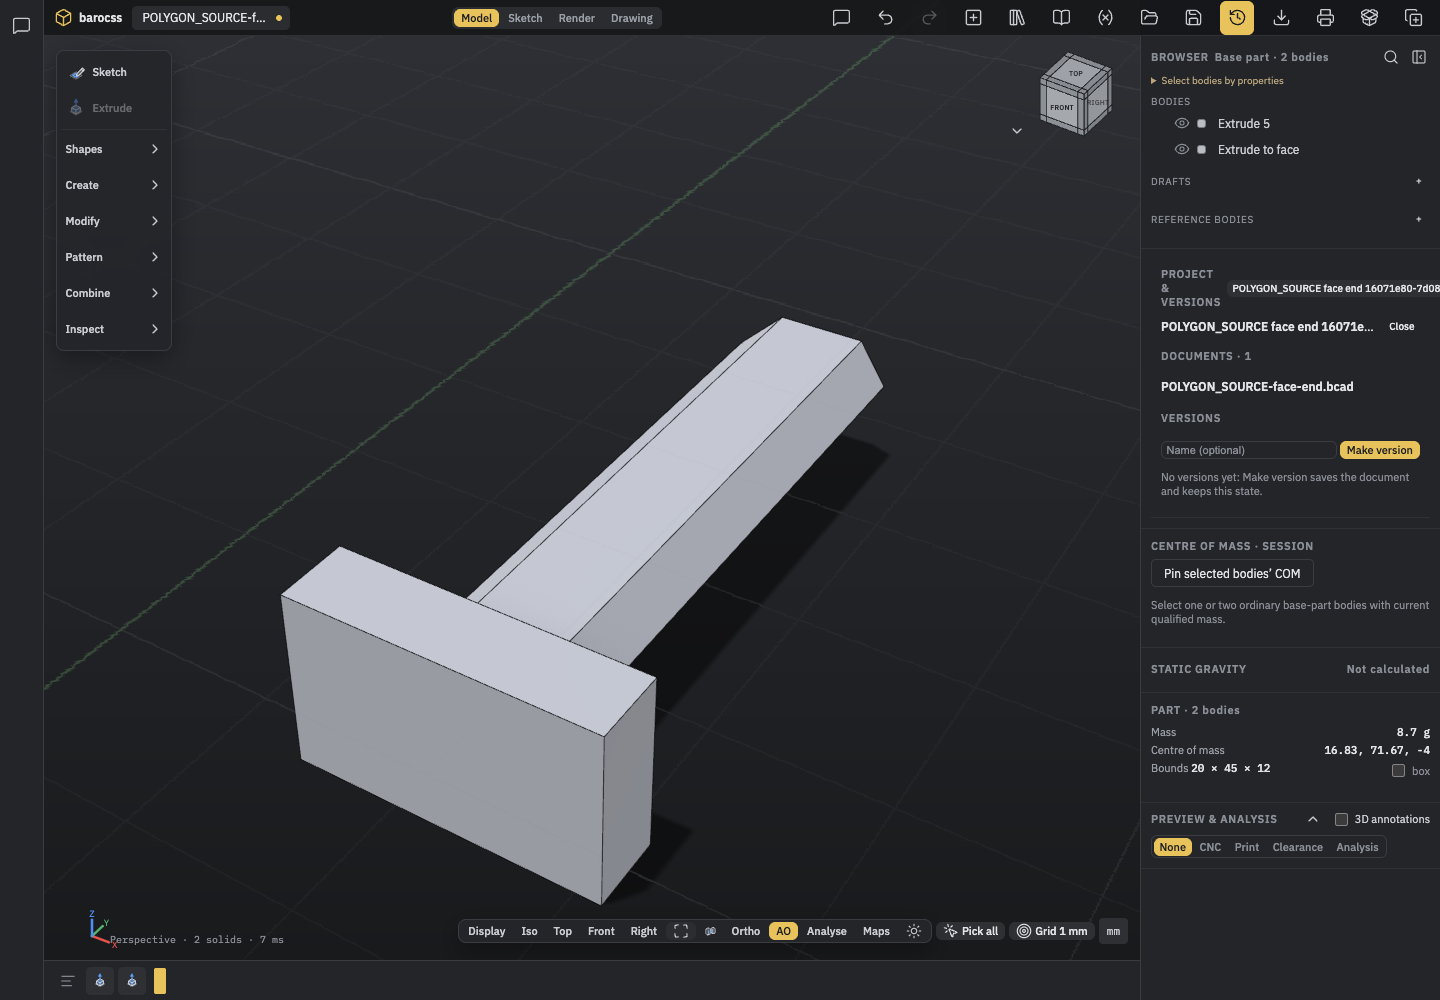 barocss
POLYGON_SOURCE-f...
Model
Sketch
Render
Drawing
Sketch
Extrude
Shapes
Create
Modify
Pattern
Combine
Inspect
TOP
FRONT
RIGHT
BROWSER Base part · 2 bodies
Select bodies by properties
BODIES
Extrude 5
Extrude to face
DRAFTS +
REFERENCE BODIES +
PROJECT & VERSIONS
POLYGON_SOURCE face end 16071e80-7d08
POLYGON_SOURCE face end 16071e... Close
DOCUMENTS · 1
POLYGON_SOURCE-face-end.bcad
VERSIONS
Name (optional) Make version
No versions yet: Make version saves the document
and keeps this state.
CENTRE OF MASS · SESSION
Pin selected bodies' COM
Select one or two ordinary base-part bodies with current
qualified mass.
STATIC GRAVITY Not calculated
PART · 2 bodies
Mass 8.7 g
Centre of mass 16.83, 71.67, -4
Bounds 20 × 45 × 12 box
PREVIEW & ANALYSIS 3D annotations
None CNC Print Clearance Analysis
Z
Y
X
Perspective · 2 solids · 7 ms
Display Iso Top Front Right Ortho AO Analyse Maps Pick all Grid 1 mm mm